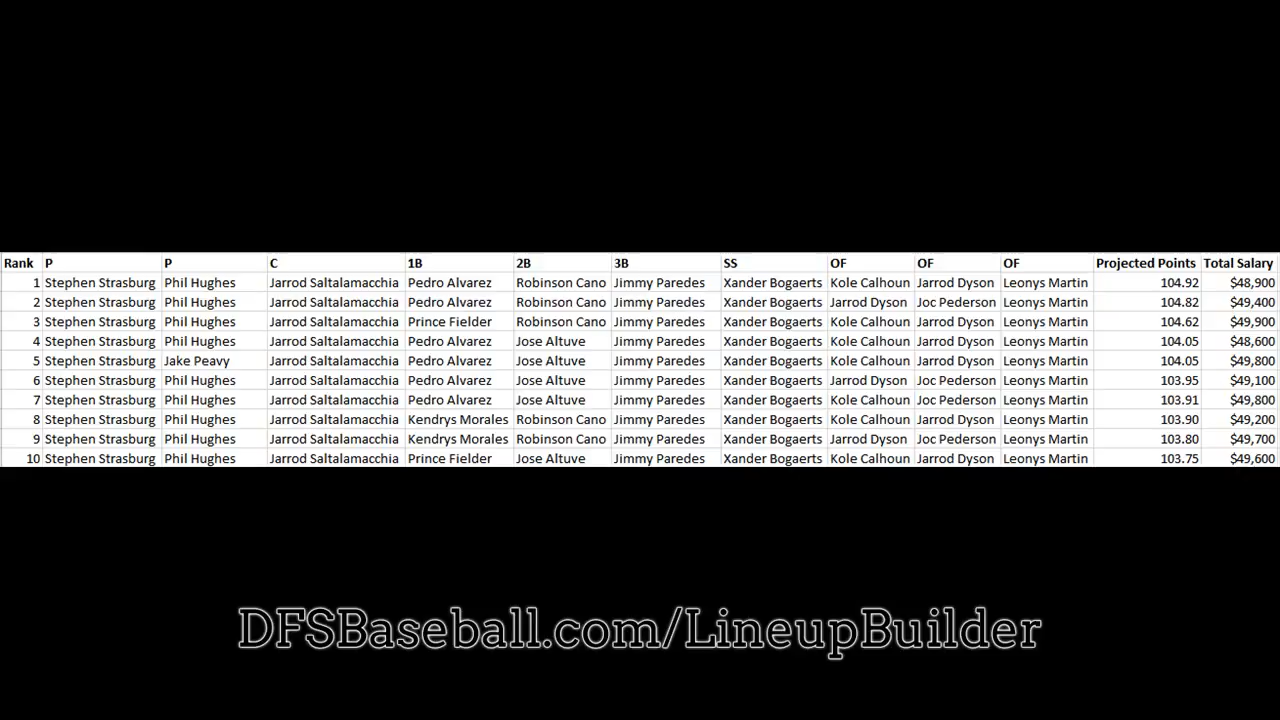 Rank P P C 1B 2B 3B SS OF OF OF Projected Points Total Salary
1 Stephen Strasburg Phil Hughes Jarrod Saltalamacchia Pedro Alvarez Robinson Cano Jimmy Paredes Xander Bogaerts Kole Calhoun Jarrod Dyson Leonys Martin 104.92 $48,900
2 Stephen Strasburg Phil Hughes Jarrod Saltalamacchia Pedro Alvarez Robinson Cano Jimmy Paredes Xander Bogaerts Jarrod Dyson Joc Pederson Leonys Martin 104.82 $49,400
3 Stephen Strasburg Phil Hughes Jarrod Saltalamacchia Prince Fielder Robinson Cano Jimmy Paredes Xander Bogaerts Kole Calhoun Jarrod Dyson Leonys Martin 104.62 $49,900
4 Stephen Strasburg Phil Hughes Jarrod Saltalamacchia Pedro Alvarez Jose Altuve Jimmy Paredes Xander Bogaerts Kole Calhoun Jarrod Dyson Leonys Martin 104.05 $48,600
5 Stephen Strasburg Jake Peavy Jarrod Saltalamacchia Pedro Alvarez Jose Altuve Jimmy Paredes Xander Bogaerts Kole Calhoun Jarrod Dyson Leonys Martin 104.05 $49,800
6 Stephen Strasburg Phil Hughes Jarrod Saltalamacchia Pedro Alvarez Jose Altuve Jimmy Paredes Xander Bogaerts Jarrod Dyson Joc Pederson Leonys Martin 103.95 $49,100
7 Stephen Strasburg Phil Hughes Jarrod Saltalamacchia Pedro Alvarez Jose Altuve Jimmy Paredes Xander Bogaerts Kole Calhoun Joc Pederson Leonys Martin 103.91 $49,800
8 Stephen Strasburg Phil Hughes Jarrod Saltalamacchia Kendrys Morales Robinson Cano Jimmy Paredes Xander Bogaerts Kole Calhoun Jarrod Dyson Leonys Martin 103.90 $49,200
9 Stephen Strasburg Phil Hughes Jarrod Saltalamacchia Kendrys Morales Robinson Cano Jimmy Paredes Xander Bogaerts Jarrod Dyson Joc Pederson Leonys Martin 103.80 $49,700
10 Stephen Strasburg Phil Hughes Jarrod Saltalamacchia Prince Fielder Jose Altuve Jimmy Paredes Xander Bogaerts Kole Calhoun Jarrod Dyson Leonys Martin 103.75 $49,600
DFSBaseball.com/LineupBuilder